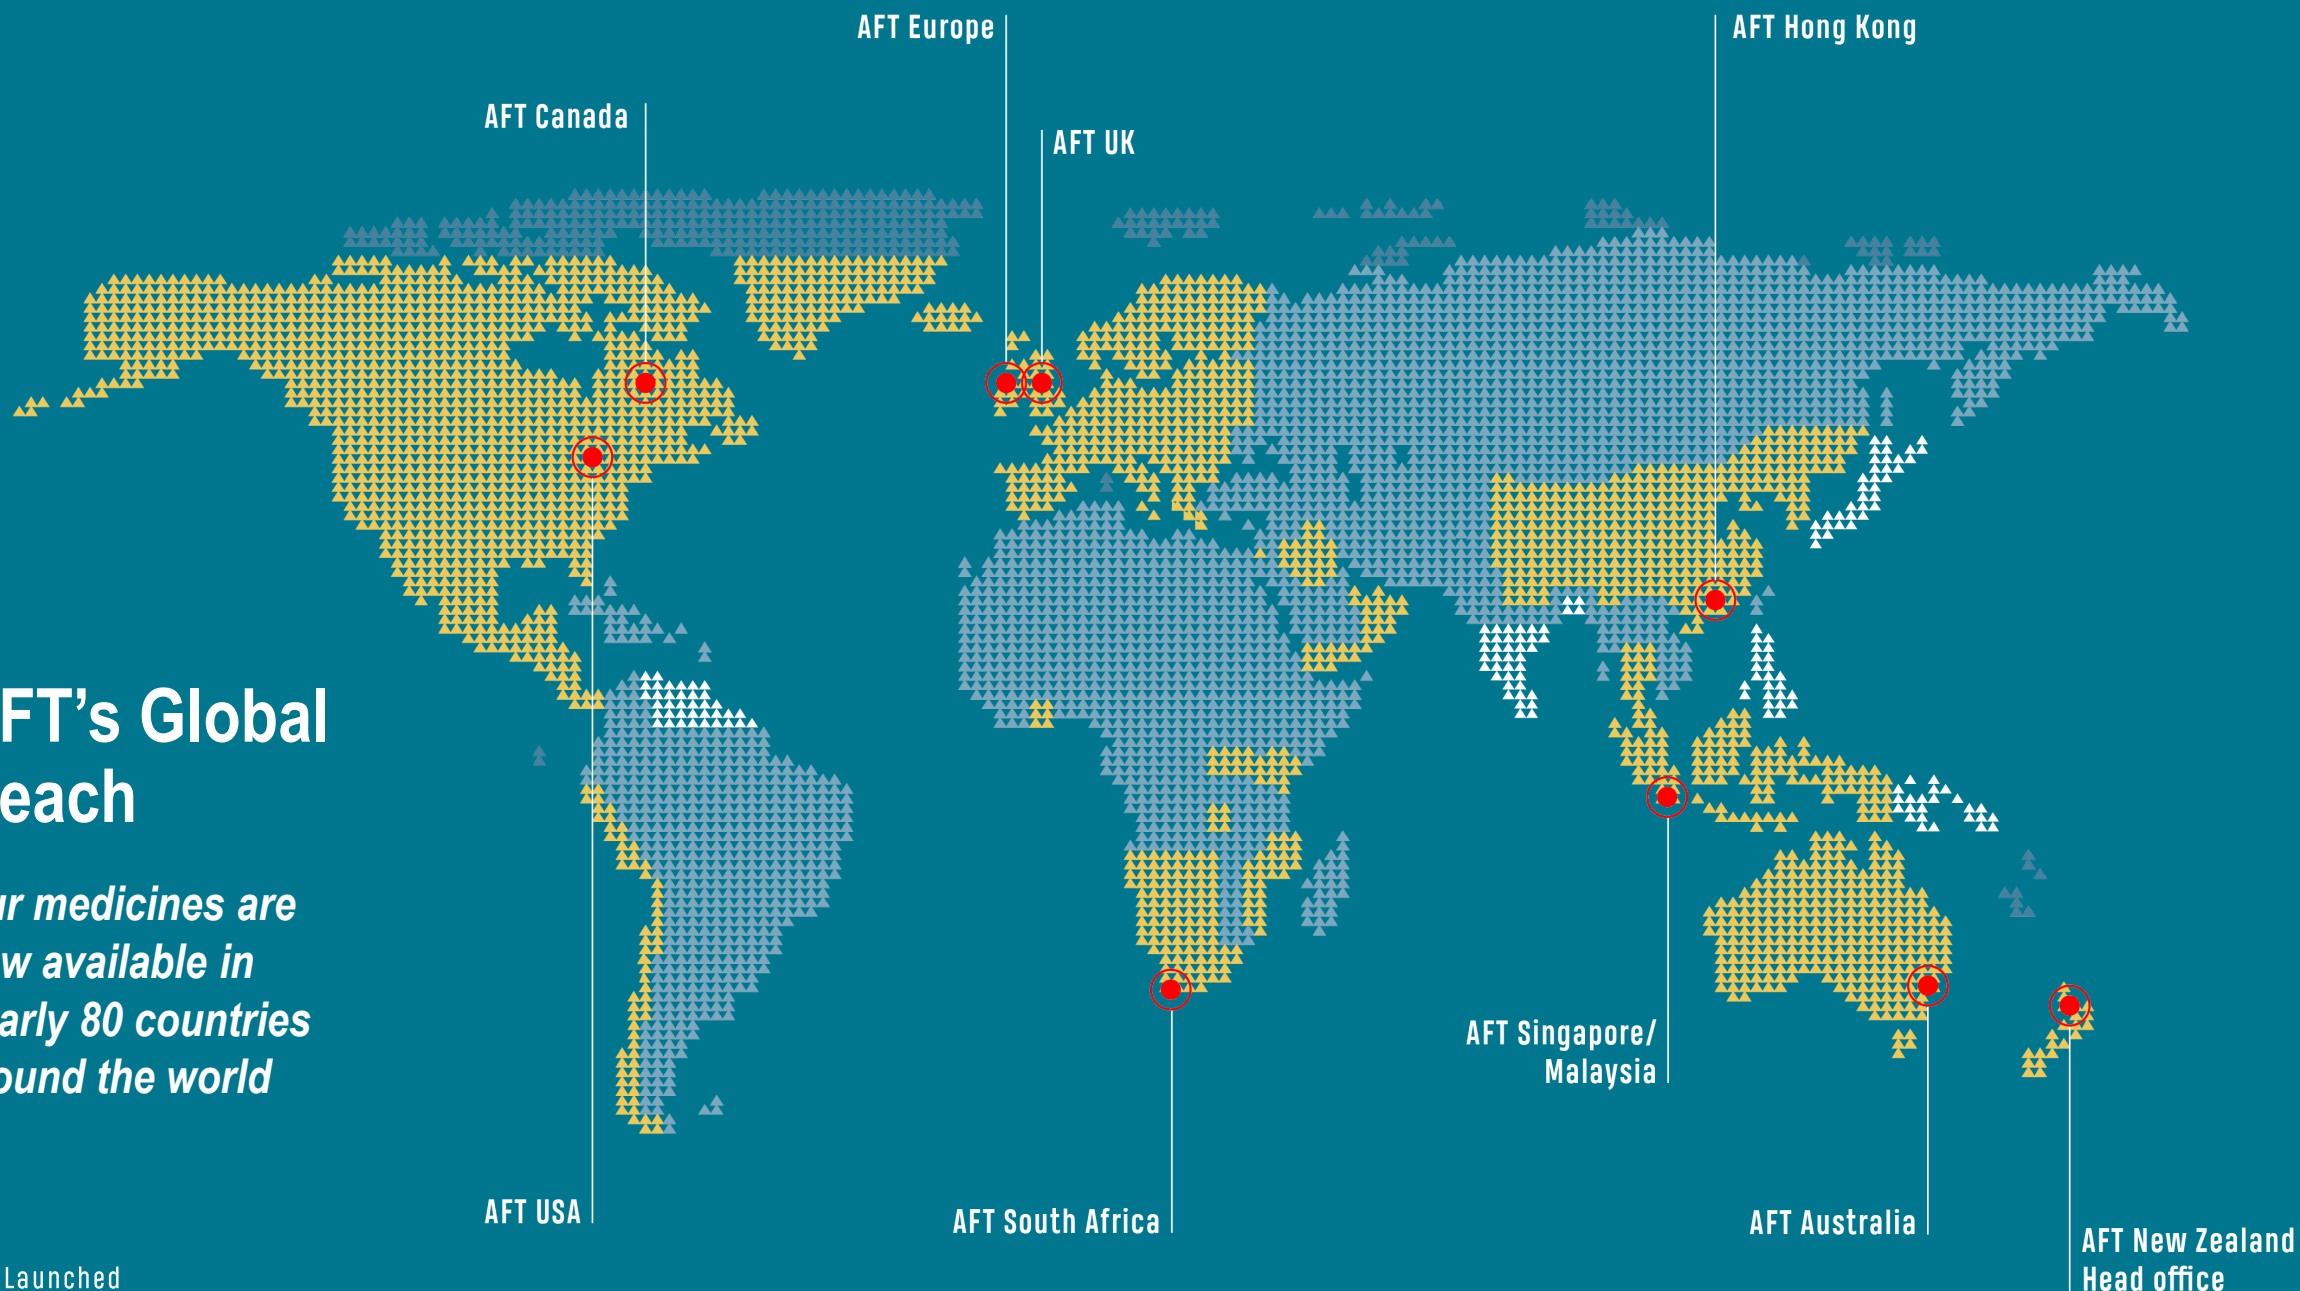 AFT Europe
AFT Hong Kong
AFT Canada
AFT UK
FT's Global
each
ur medicines are
w available in
arly 80 countries
ound the world
AFT Singapore/
Malaysia
AFT USA
AFT South Africa
AFT Australia
AFT New Zealand
Head office
Launched